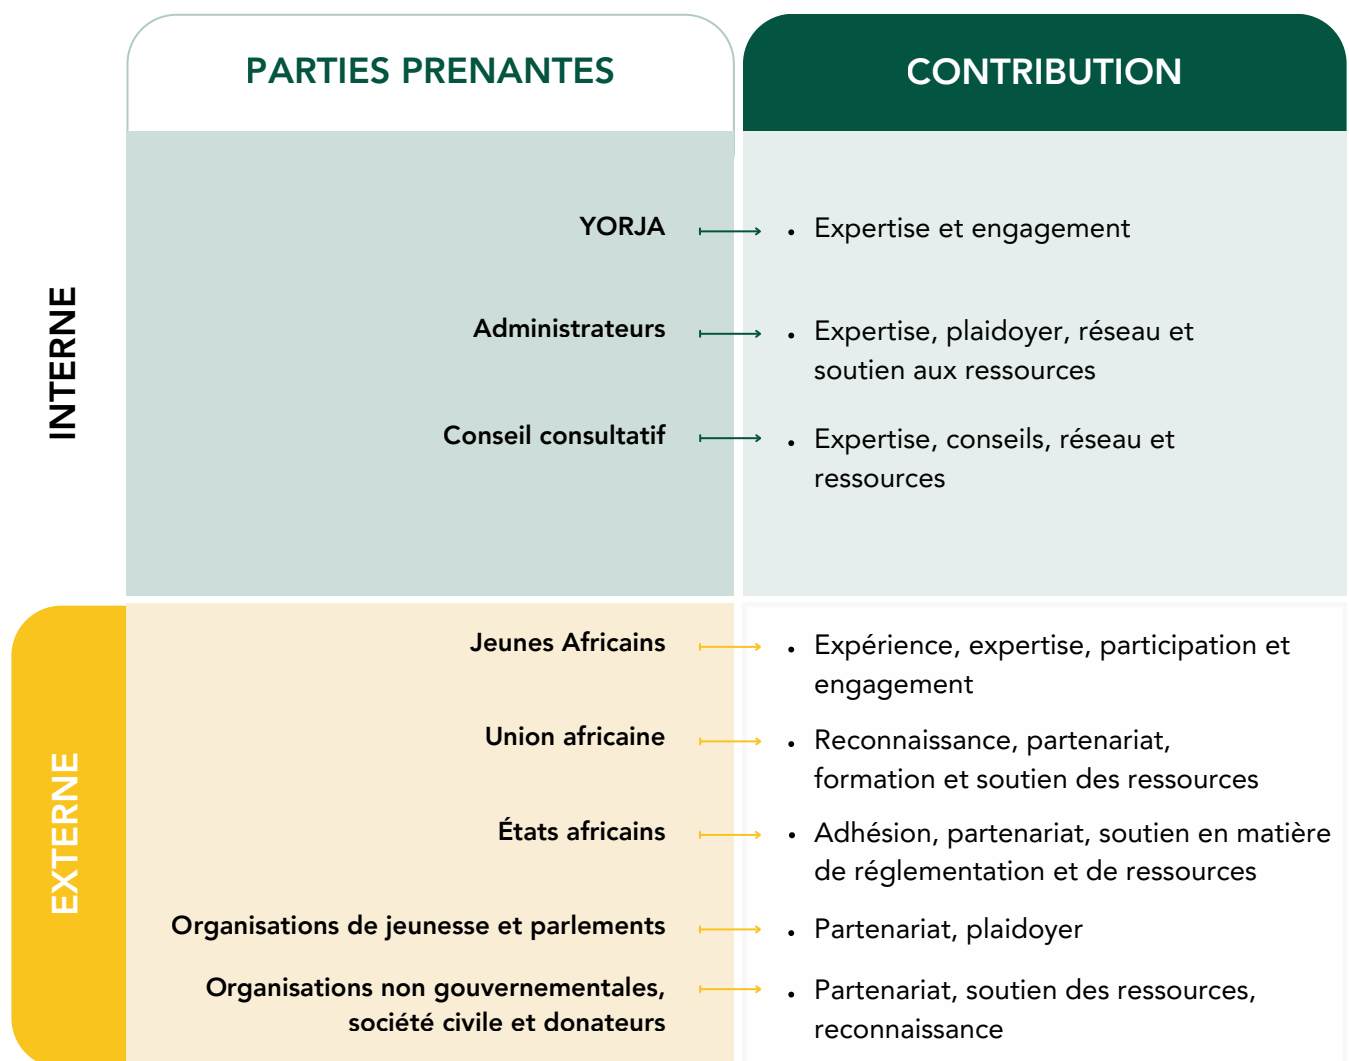 PARTIES PRENANTES
CONTRIBUTION
INTERNE
YORJA
• Expertise et engagement
Administrateurs
• Expertise, plaidoyer, réseau et
soutien aux ressources
Conseil consultatif
• Expertise, conseils, réseau et
ressources
EXTERNE
Jeunes Africains
• Expérience, expertise, participation et
engagement
Union africaine
• Reconnaissance, partenariat,
formation et soutien des ressources
États africains
• Adhésion, partenariat, soutien en matière
de réglementation et de ressources
Organisations de jeunesse et parlements
• Partenariat, plaidoyer
Organisations non gouvernementales,
société civile et donateurs
• Partenariat, soutien des ressources,
reconnaissance